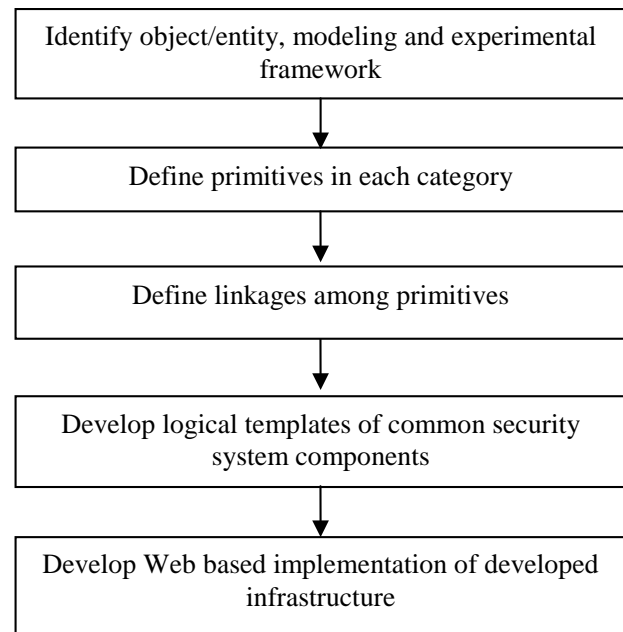 Identify object/entity, modeling and experimental
framework
Define primitives in each category
Define linkages among primitives
Develop logical templates of common security
system components
Develop Web based implementation of developed
infrastructure